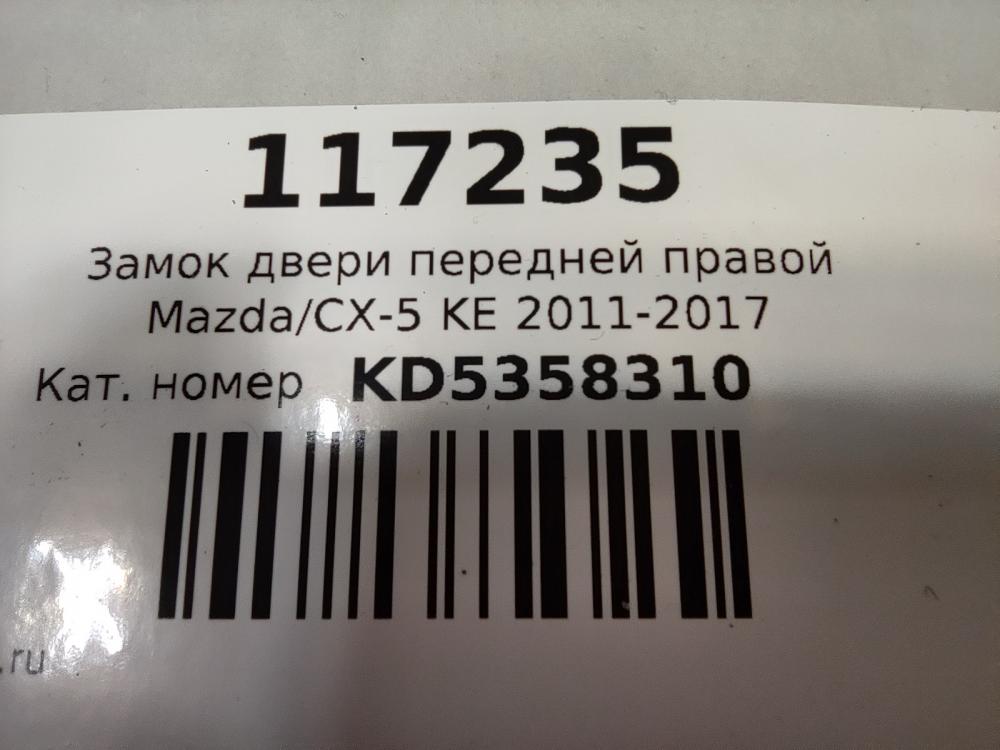 117235
Замок двери передней правой
Mazda/CX-5 KE 2011-2017
Кат. номер KD5358310
.ru